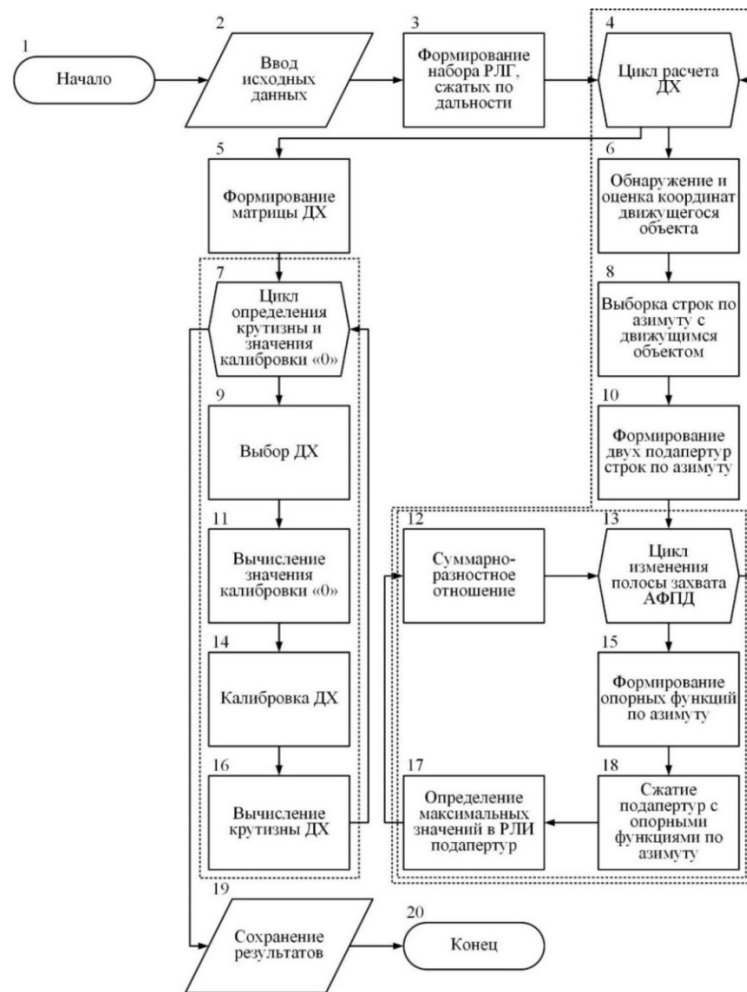 1
Начало
2
Ввод
исходных
данных
3
Формирование
набора РЛГ,
сжатых по
дальности
4
Цикл расчета
ДХ
5
Формирование
матрицы ДХ
6
Обнаружение и
оценка координат
движущегося
объекта
7
Цикл
определения
крутизны и
значения
калибровки «0»
8
Выборка строк по
азимуту с
движущимся
объектом
9
Выбор ДХ
10
Формирование
двух подапертур
строк по азимуту
11
Вычисление
значения
калибровки «0»
12
Суммарно-
разностное
отношение
13
Цикл
изменения
полосы захвата
АФПД
14
Калибровка ДХ
15
Формирование
опорных функций
по азимуту
16
Вычисление
крутизны ДХ
17
Определение
максимальных
значений в РЛИ
подапертур
18
Сжатие
подапертур с
опорными
функциями по
азимуту
19
Сохранение
результатов
20
Конец